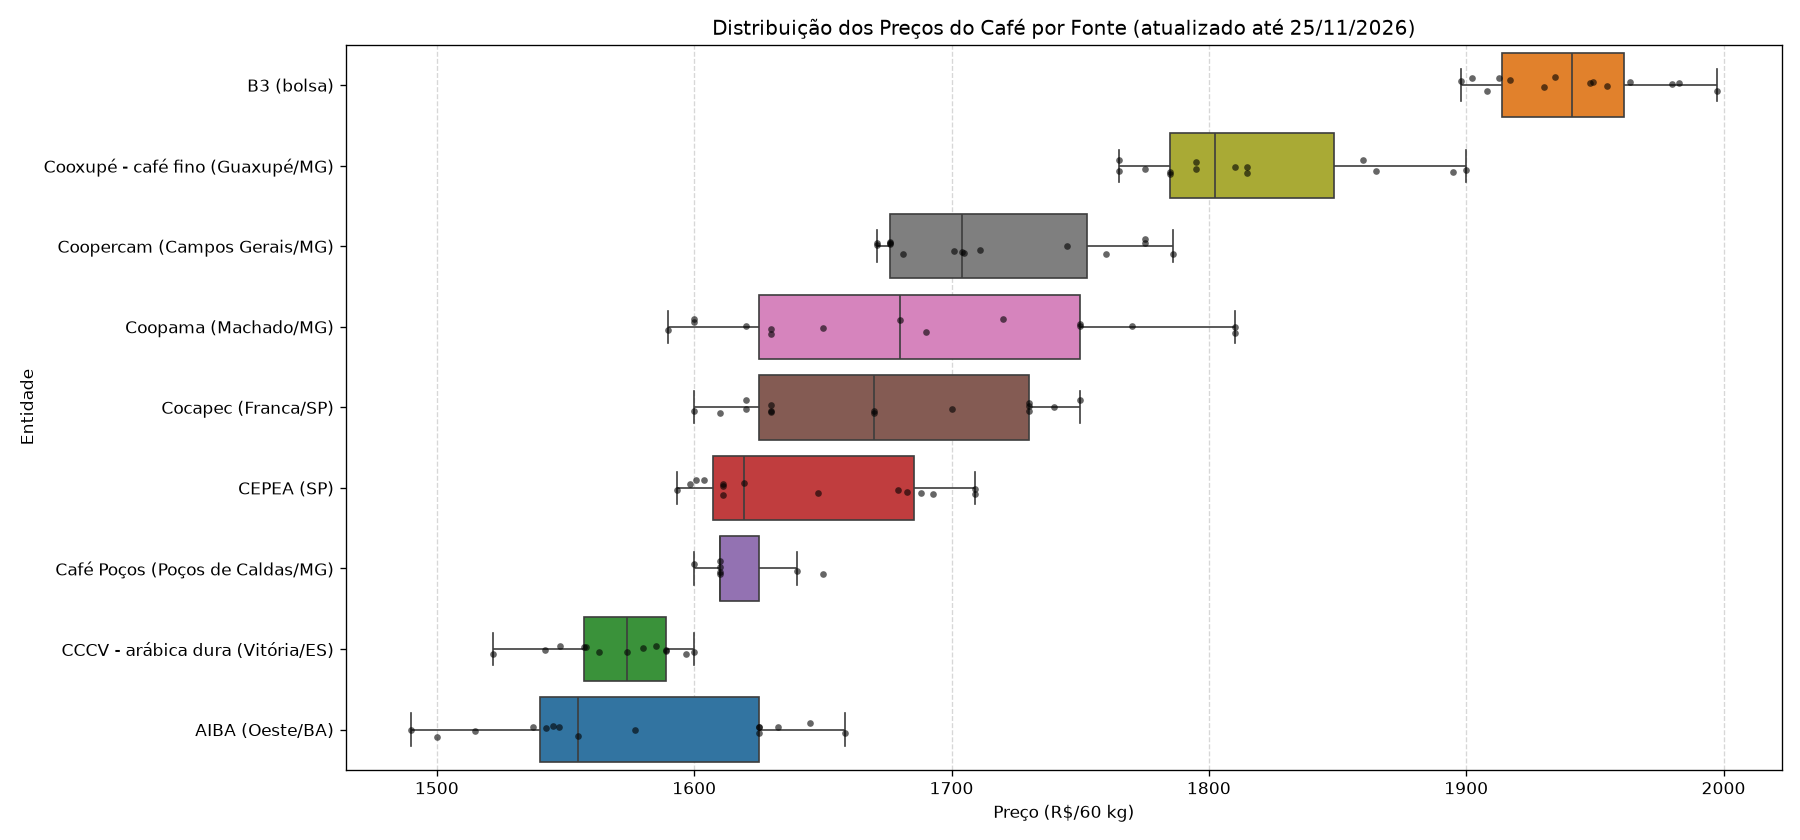 Distribuição dos Preços do Café por Fonte (atualizado até 25/11/2026)
Entidade
B3 (bolsa)
Cooxupé - café fino (Guaxupé/MG)
Coopercam (Campos Gerais/MG)
Coopama (Machado/MG)
Cocapec (Franca/SP)
CEPEA (SP)
Café Poços (Poços de Caldas/MG)
CCCV - arábica dura (Vitória/ES)
AIBA (Oeste/BA)
1500 1600 1700 1800 1900 2000
Preço (R$/60 kg)